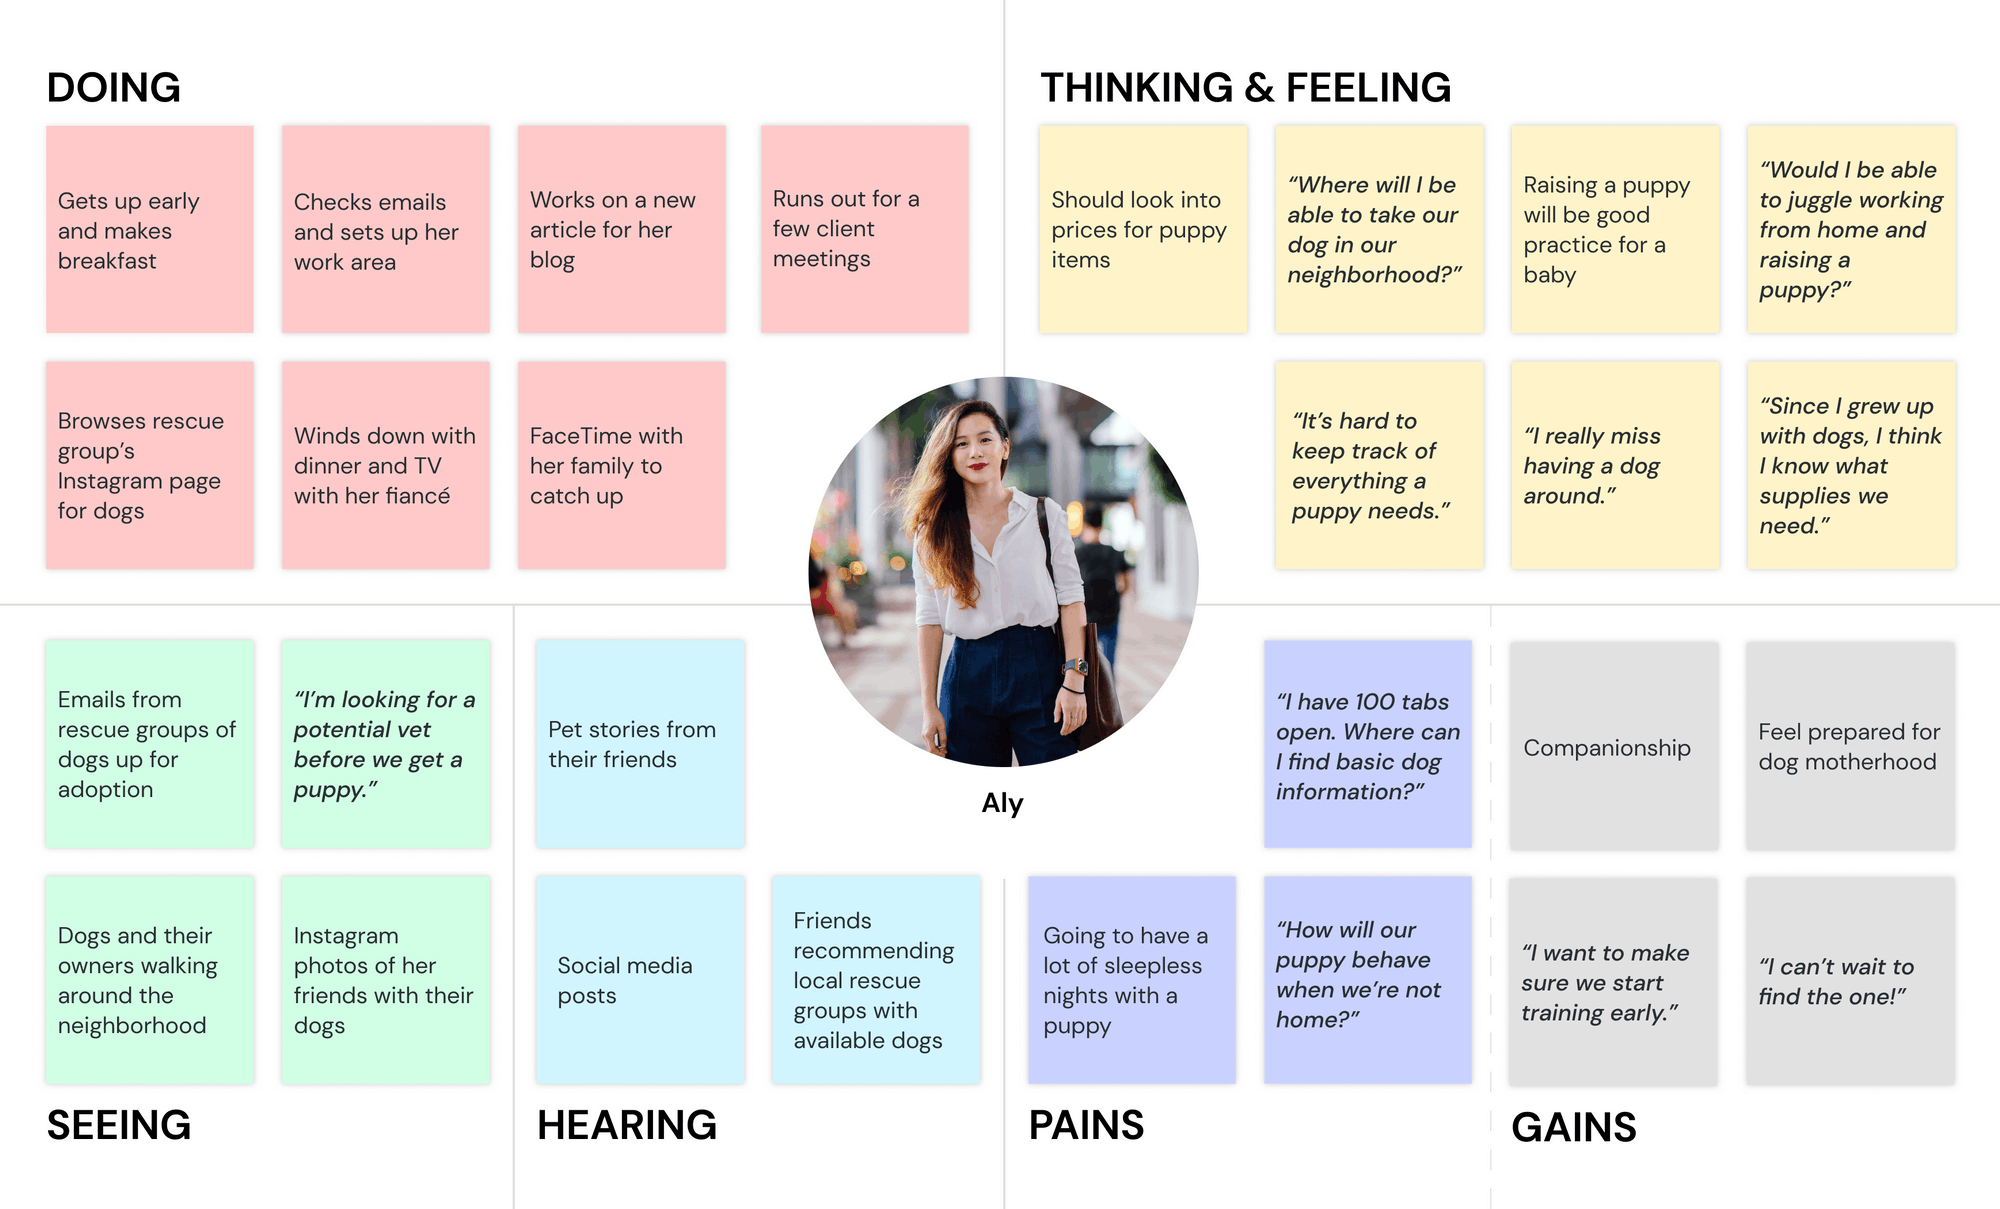 DOING
Gets up early
and makes
breakfast
Checks emails
and sets up her
work area
Works on a new
article for her
blog
Runs out for a
few client
meetings
Browses rescue
group’s
Instagram page
for dogs
Winds down with
dinner and TV
with her fiancé
FaceTime with
her family to
catch up
THINKING & FEELING
Should look into
prices for puppy
items
“Where will I be
able to take our
dog in our
neighborhood?”
Raising a puppy
will be good
practice for a
baby
“Would I be able
to juggle working
from home and
raising a
puppy?”
“It’s hard to
keep track of
everything a
puppy needs.”
“I really miss
having a dog
around.”
“Since I grew up
with dogs, I think
I know what
supplies we
need.”
Aly
Emails from
rescue groups of
dogs up for
adoption
“I’m looking for a
potential vet
before we get a
puppy.”
Dogs and their
owners walking
around the
neighborhood
Instagram
photos of her
friends with their
dogs
SEEING
Pet stories from
their friends
Social media
posts
Friends
recommending
local rescue
groups with
available dogs
HEARING
“I have 100 tabs
open. Where can
I find basic dog
information?”
Going to have a
lot of sleepless
nights with a
puppy
“How will our
puppy behave
when we’re not
home?”
PAINS
Companionship
Feel prepared for
dog motherhood
“I want to make
sure we start
training early.”
“I can’t wait to
find the one!”
GAINS